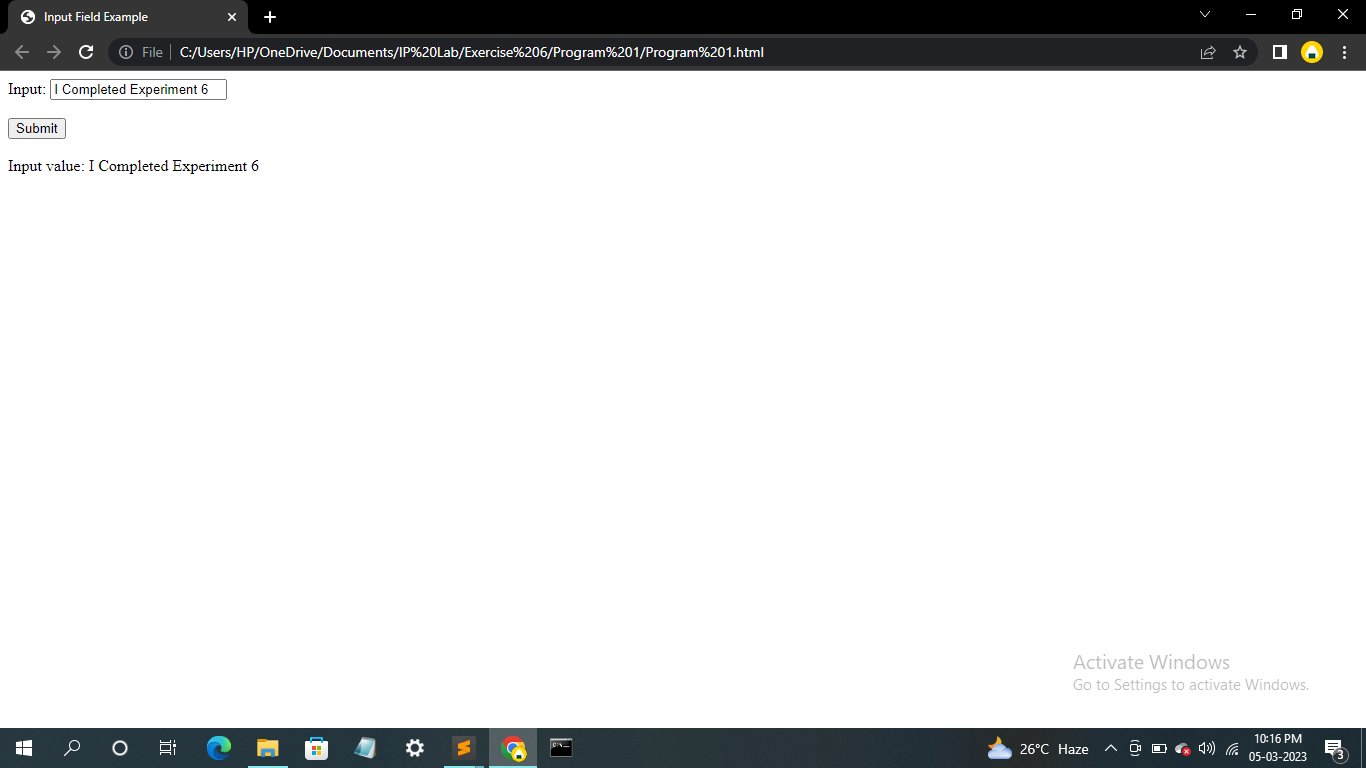 Input Field Example
File
C:/Users/HP/OneDrive/Documents/IP%20Lab/Exercise%206/Program%201/Program%201.html
Input: I Completed Experiment 6
Submit
Input value: I Completed Experiment 6
Activate Windows
Go to Settings to activate Windows.
26°C Haze
10:16 PM
05-03-2023
3